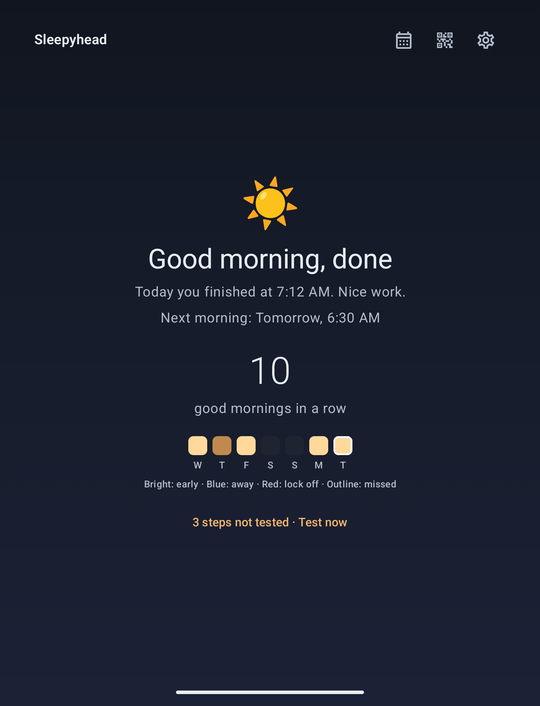 Sleepyhead
Good morning, done
Today you finished at 7:12 AM. Nice work.
Next morning: Tomorrow, 6:30 AM
10
good mornings in a row
W T F S S M T
Bright: early · Blue: away · Red: lock off · Outline: missed
3 steps not tested · Test now